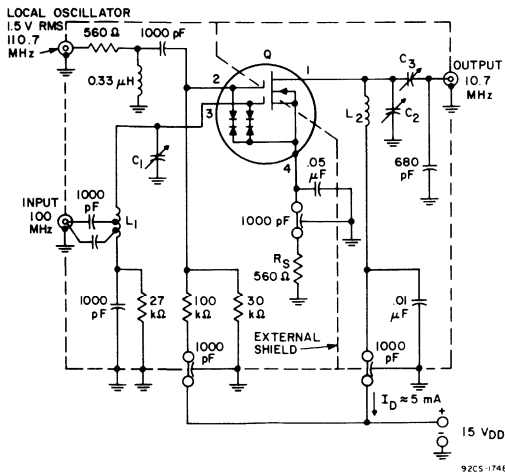 LOCAL OSCILLATOR
1.5 V RMS
110.7
MHz
560 Ω
1000 pF
0.33 µH
Q
1
2
3
4
C3
OUTPUT
10.7
MHz
L2
C2
680
pF
C1
.05
µF
1000 pF
RS
560 Ω
INPUT
100
MHz
1000
pF
L1
1000
pF
27
kΩ
100
kΩ
30
kΩ
EXTERNAL
SHIELD
.01
µF
1000
pF
1000
pF
ID ≈ 5 mA
+
-
15 VDD